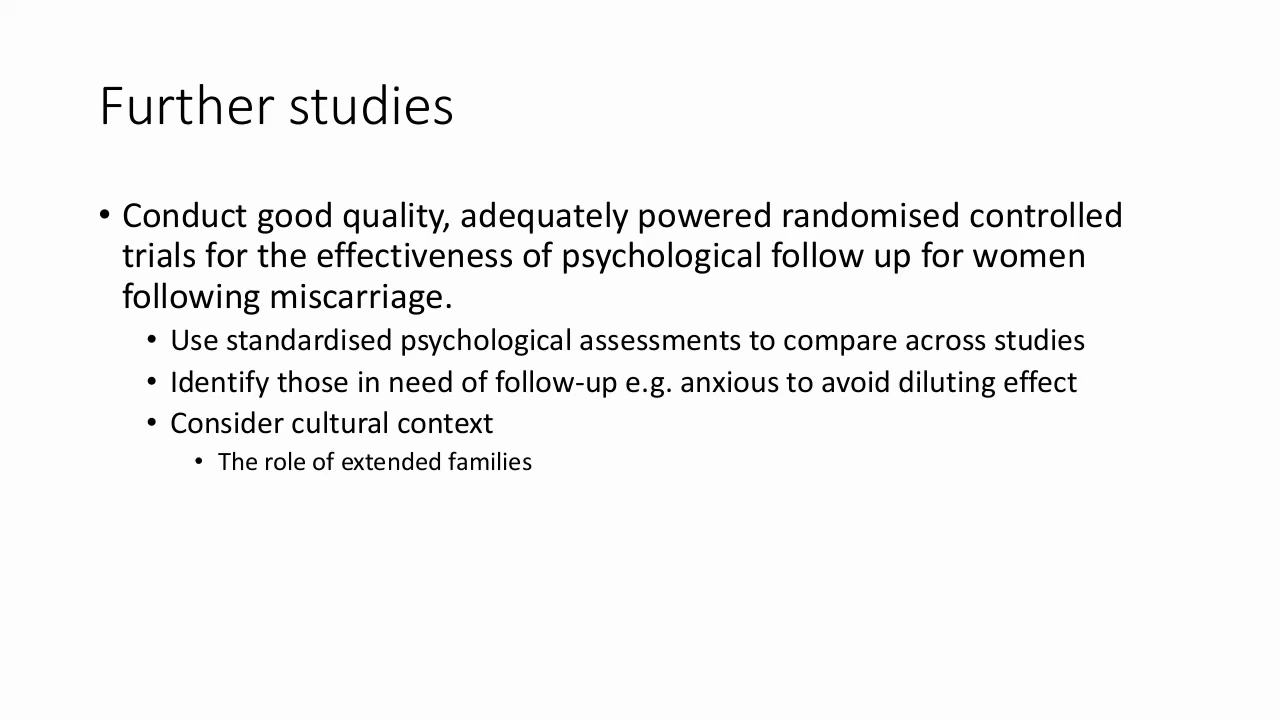 Further studies
• Conduct good quality, adequately powered randomised controlled
trials for the effectiveness of psychological follow up for women
following miscarriage.
• Use standardised psychological assessments to compare across studies
• Identify those in need of follow-up e.g. anxious to avoid diluting effect
• Consider cultural context
• The role of extended families